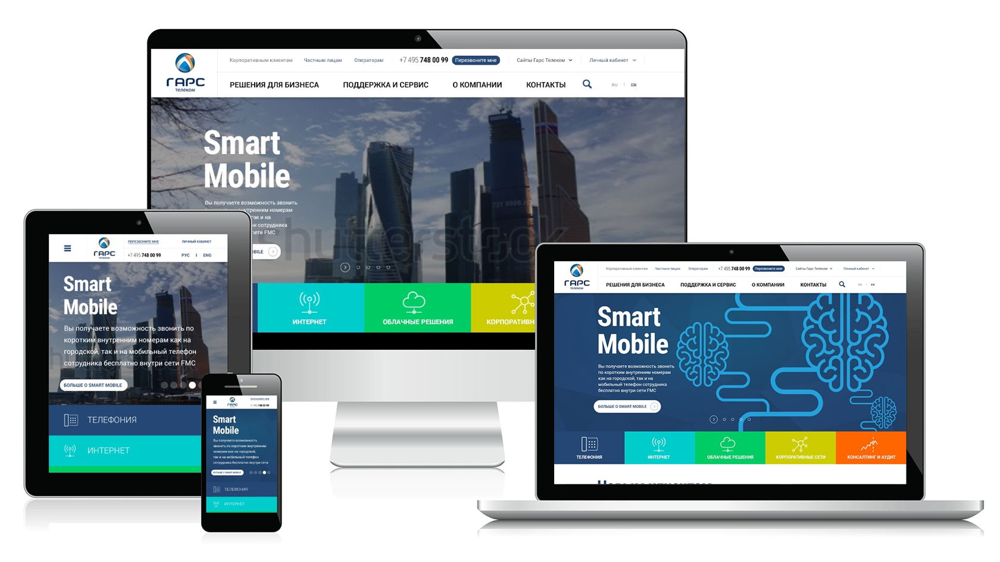 ГАРС
телеком
Корпоративным клиентам
Частным лицам
Операторам
+7 495 748 00 99
Перезвоните мне
Сайты Гарс Телеком
Личный кабинет
РЕШЕНИЯ ДЛЯ БИЗНЕСА
ПОДДЕРЖКА И СЕРВИС
О КОМПАНИИ
КОНТАКТЫ
RU
EN
Smart
Mobile
Вы получаете возможность звонить
утренним номерам
так и на
он сотрудника
сети FMC
OBILE
shutterstock
ИНТЕРНЕТ
ОБЛАЧНЫЕ РЕШЕНИЯ
КОРПОРАТИВН
ГАРС
телеком
ПЕРЕЗВОНИТЕ МНЕ
ЛИЧНЫЙ КАБИНЕТ
+7 495 748 00 99
РУС I ENG
Smart
Mobile
Вы получаете возможность звонить по
коротким внутренним номерам как на
городской, так и на мобильный телефон
сотрудника бесплатно внутри сети FMC
БОЛЬШЕ О SMART MOBILE
ТЕЛЕФОНИЯ
ИНТЕРНЕТ
ГАРС
ПЕРЕЗВОНИТЕ МНЕ
+7 495 748 00 99
Smart
Mobile
Вы получаете возможность
звонить по коротким внутренним
номерам как на городской,
так и на мобильный телефон
сотрудника бесплатно внутри сети
БОЛЬШЕ О SMART MOBILE
ТЕЛЕФОНИЯ
ИНТЕРНЕТ
ГАРС
телеком
Корпоративным клиентам
Частным лицам
Операторам
+7 495 748 00 99
Перезвоните мне
Сайты Гарс Телеком
Личный кабинет
РЕШЕНИЯ ДЛЯ БИЗНЕСА
ПОДДЕРЖКА И СЕРВИС
О КОМПАНИИ
КОНТАКТЫ
RU
EN
Smart
Mobile
Вы получаете возможность звонить
по коротким внутренним номерам
как на городской, так и на
мобильный телефон сотрудника
бесплатно внутри сети FMC
БОЛЬШЕ О SMART MOBILE
ТЕЛЕФОНИЯ
ИНТЕРНЕТ
ОБЛАЧНЫЕ РЕШЕНИЯ
КОРПОРАТИВНЫЕ СЕТИ
КОНСАЛТИНГ И АУДИТ